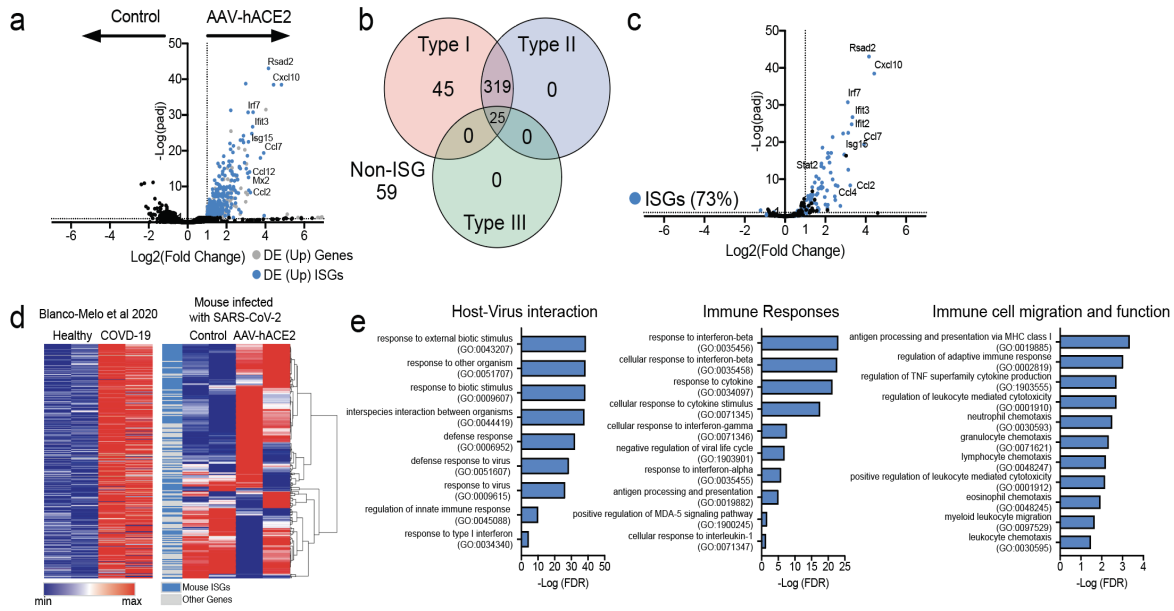 a
Control
AAV-hACE2
50
40
30
20
10
-Log(padj)
-6
-4
-2
0
1
2
4
6
Log2(Fold Change)
Rsad2
Cxcl10
Irf7
Ifit3
Isg15
Ccl7
Ccl12
Mx2
Ccl2
DE (Up) Genes
DE (Up) ISGs
b
Type I
Type II
45
319
0
25
0
0
0
Type III
Non-ISG
59
c
50
40
30
20
10
-Log(padj)
-6
-4
-2
0
1
2
4
6
Log2(Fold Change)
Rsad2
Cxcl10
Irf7
Ifit3
Ifit2
Ccl7
Isg15
Stat2
Ccl4
Ccl2
ISGs (73%)
d
Blanco-Melo et al 2020
Healthy
COVD-19
Mouse infected
with SARS-CoV-2
Control
AAV-hACE2
min
max
Mouse ISGs
Other Genes
e
Host-Virus interaction
response to external biotic stimulus
(GO:0043207)
response to other organism
(GO:0051707)
response to biotic stimulus
(GO:0009607)
interspecies interaction between organisms
(GO:0044419)
defense response
(GO:0006952)
defense response to virus
(GO:0051607)
response to virus
(GO:0009615)
regulation of innate immune response
(GO:0045088)
response to type I interferon
(GO:0034340)
0 10 20 30 40 50
-Log (FDR)
Immune Responses
response to interferon-beta
(GO:0035456)
cellular response to interferon-beta
(GO:0035458)
response to cytokine
(GO:0034097)
cellular response to cytokine stimulus
(GO:0071345)
cellular response to interferon-gamma
(GO:0071346)
negative regulation of viral life cycle
(GO:1903901)
response to interferon-alpha
(GO:0035455)
antigen processing and presentation
(GO:0019882)
positive regulation of MDA-5 signaling pathway
(GO:1900245)
cellular response to interleukin-1
(GO:0071347)
0 5 10 15 20 25
-Log (FDR)
Immune cell migration and function
antigen processing and presentation via MHC class I
(GO:0019885)
regulation of adaptive immune response
(GO:0002819)
regulation of TNF superfamily cytokine production
(GO:1903555)
regulation of leukocyte mediated cytotoxicity
(GO:0001910)
neutrophil chemotaxis
(GO:0030593)
granulocyte chemotaxis
(GO:0071621)
lymphocyte chemotaxis
(GO:0048247)
positive regulation of leukocyte mediated cytotoxicity
(GO:0001912)
eosinophil chemotaxis
(GO:0048245)
myeloid leukocyte migration
(GO:0097529)
leukocyte chemotaxis
(GO:0030595)
0 1 2 3 4
-Log (FDR)